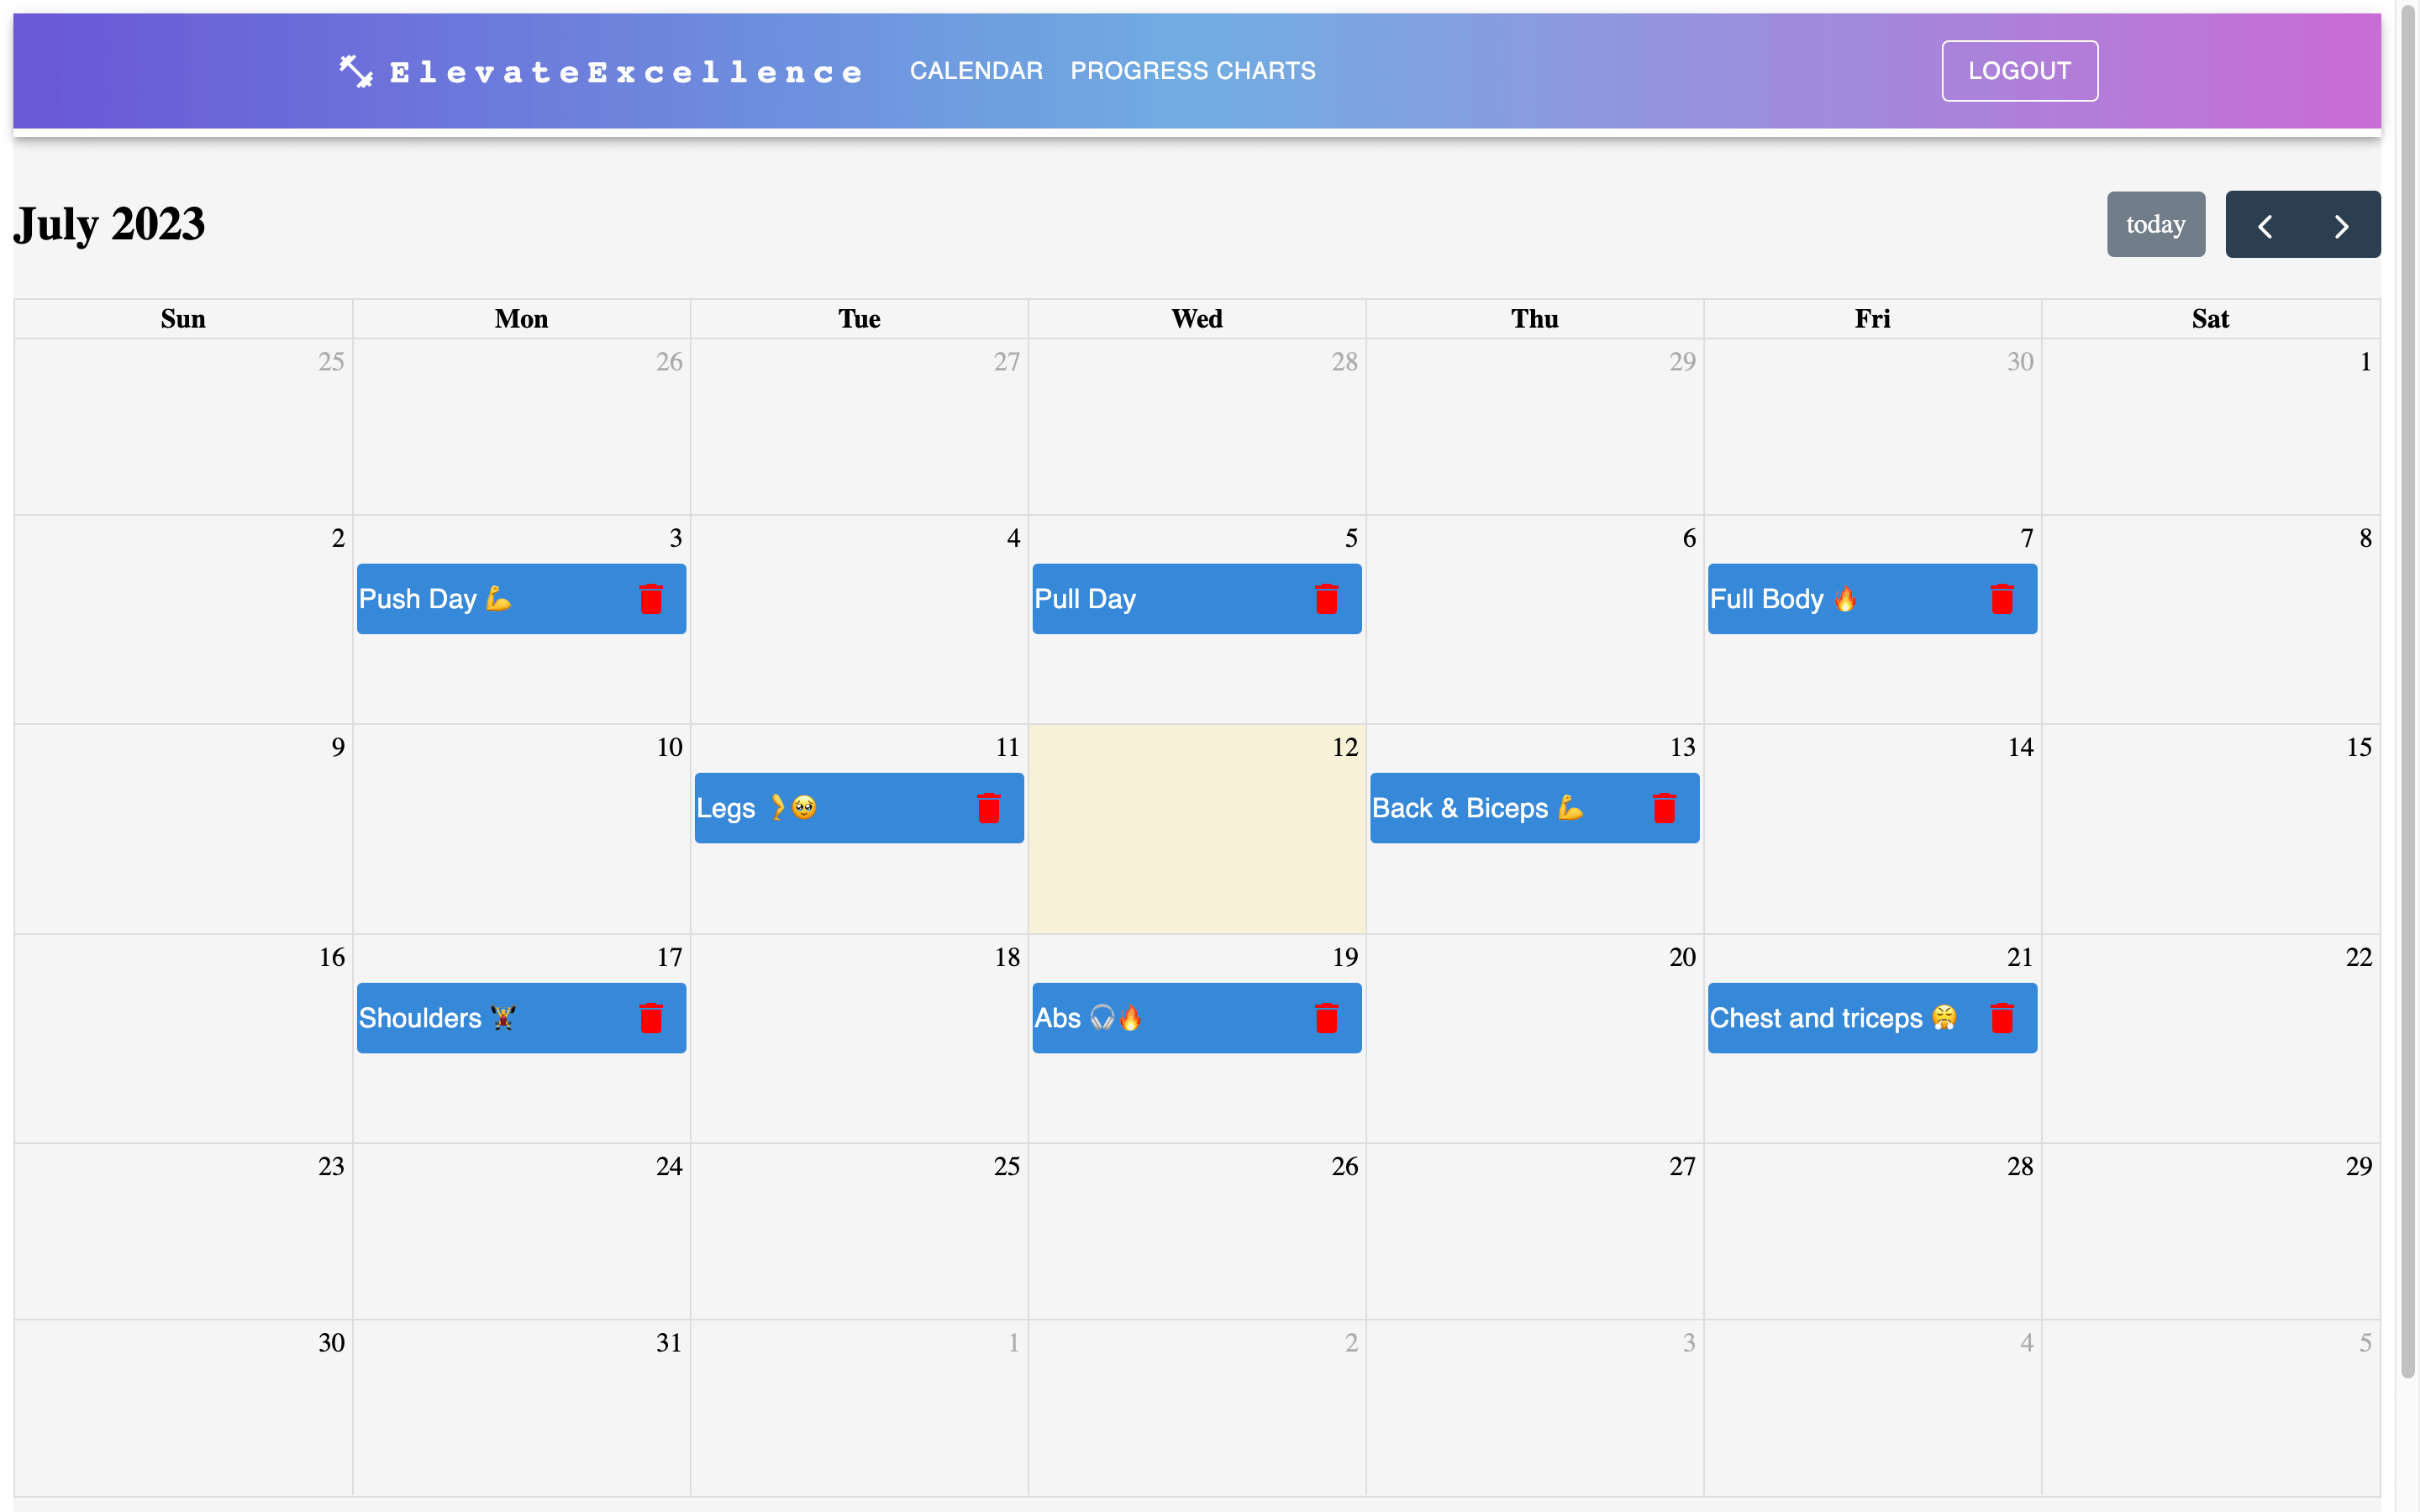 ElevateExcellence CALENDAR PROGRESS CHARTS LOGOUT
July 2023 today
Sun Mon Tue Wed Thu Fri Sat
25 26 27 28 29 30 1
2 3 4 5 6 7 8
Push Day 💪 Pull Day Full Body 🔥
9 10 11 12 13 14 15
Legs 🦵🥹 Back & Biceps 💪
16 17 18 19 20 21 22
Shoulders 🏋️ Abs 🎧🔥 Chest and triceps 😤
23 24 25 26 27 28 29
30 31 1 2 3 4 5